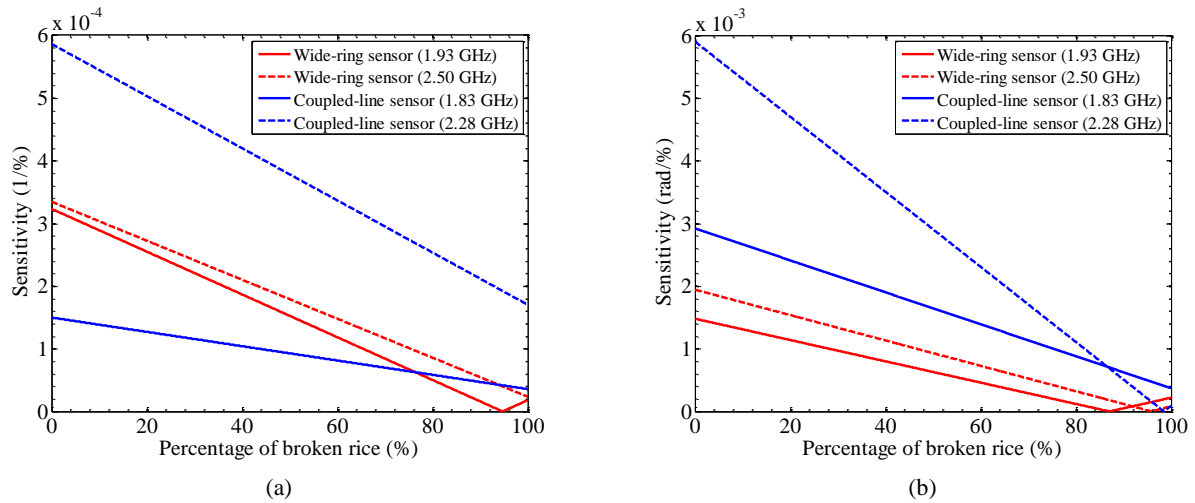 x 10⁻⁴
6
5
4
3
2
1
0
Sensitivity (1/%)
Wide-ring sensor (1.93 GHz)
Wide-ring sensor (2.50 GHz)
Coupled-line sensor (1.83 GHz)
Coupled-line sensor (2.28 GHz)
0 20 40 60 80 100
Percentage of broken rice (%)
(a)
x 10⁻³
6
5
4
3
2
1
0
Sensitivity (rad/%)
Wide-ring sensor (1.93 GHz)
Wide-ring sensor (2.50 GHz)
Coupled-line sensor (1.83 GHz)
Coupled-line sensor (2.28 GHz)
0 20 40 60 80 100
Percentage of broken rice (%)
(b)